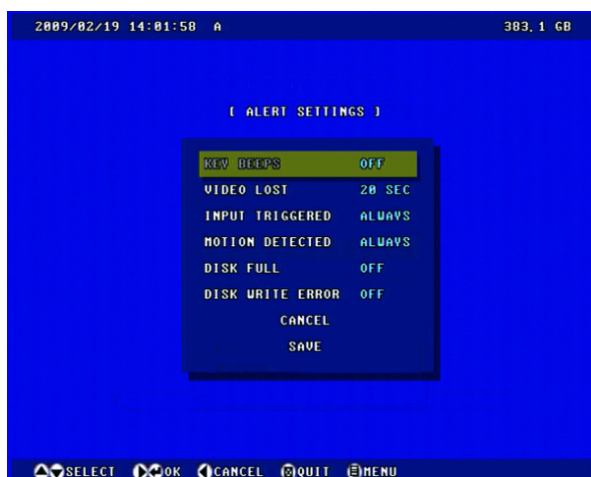 2009/02/19 14:01:58 A 383.1 GB
[ ALERT SETTINGS ]
KEY BEEPS OFF
VIDEO LOST 20 SEC
INPUT TRIGGERED ALWAYS
MOTION DETECTED ALWAYS
DISK FULL OFF
DISK WRITE ERROR OFF
CANCEL
SAVE
SELECT OK CANCEL QUIT MENU